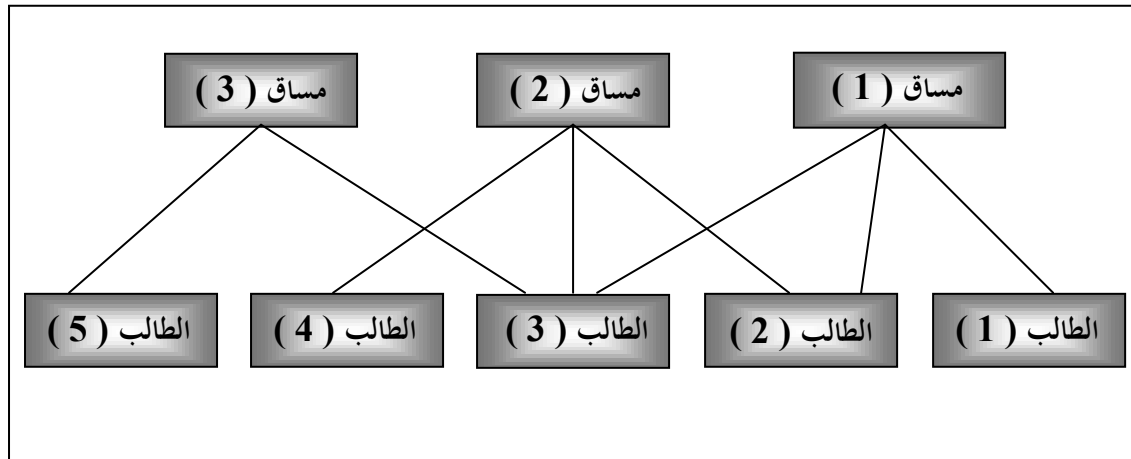 مساق ( 1 )
مساق ( 2 )
مساق ( 3 )
الطالب ( 1 )
الطالب ( 2 )
الطالب ( 3 )
الطالب ( 4 )
الطالب ( 5 )